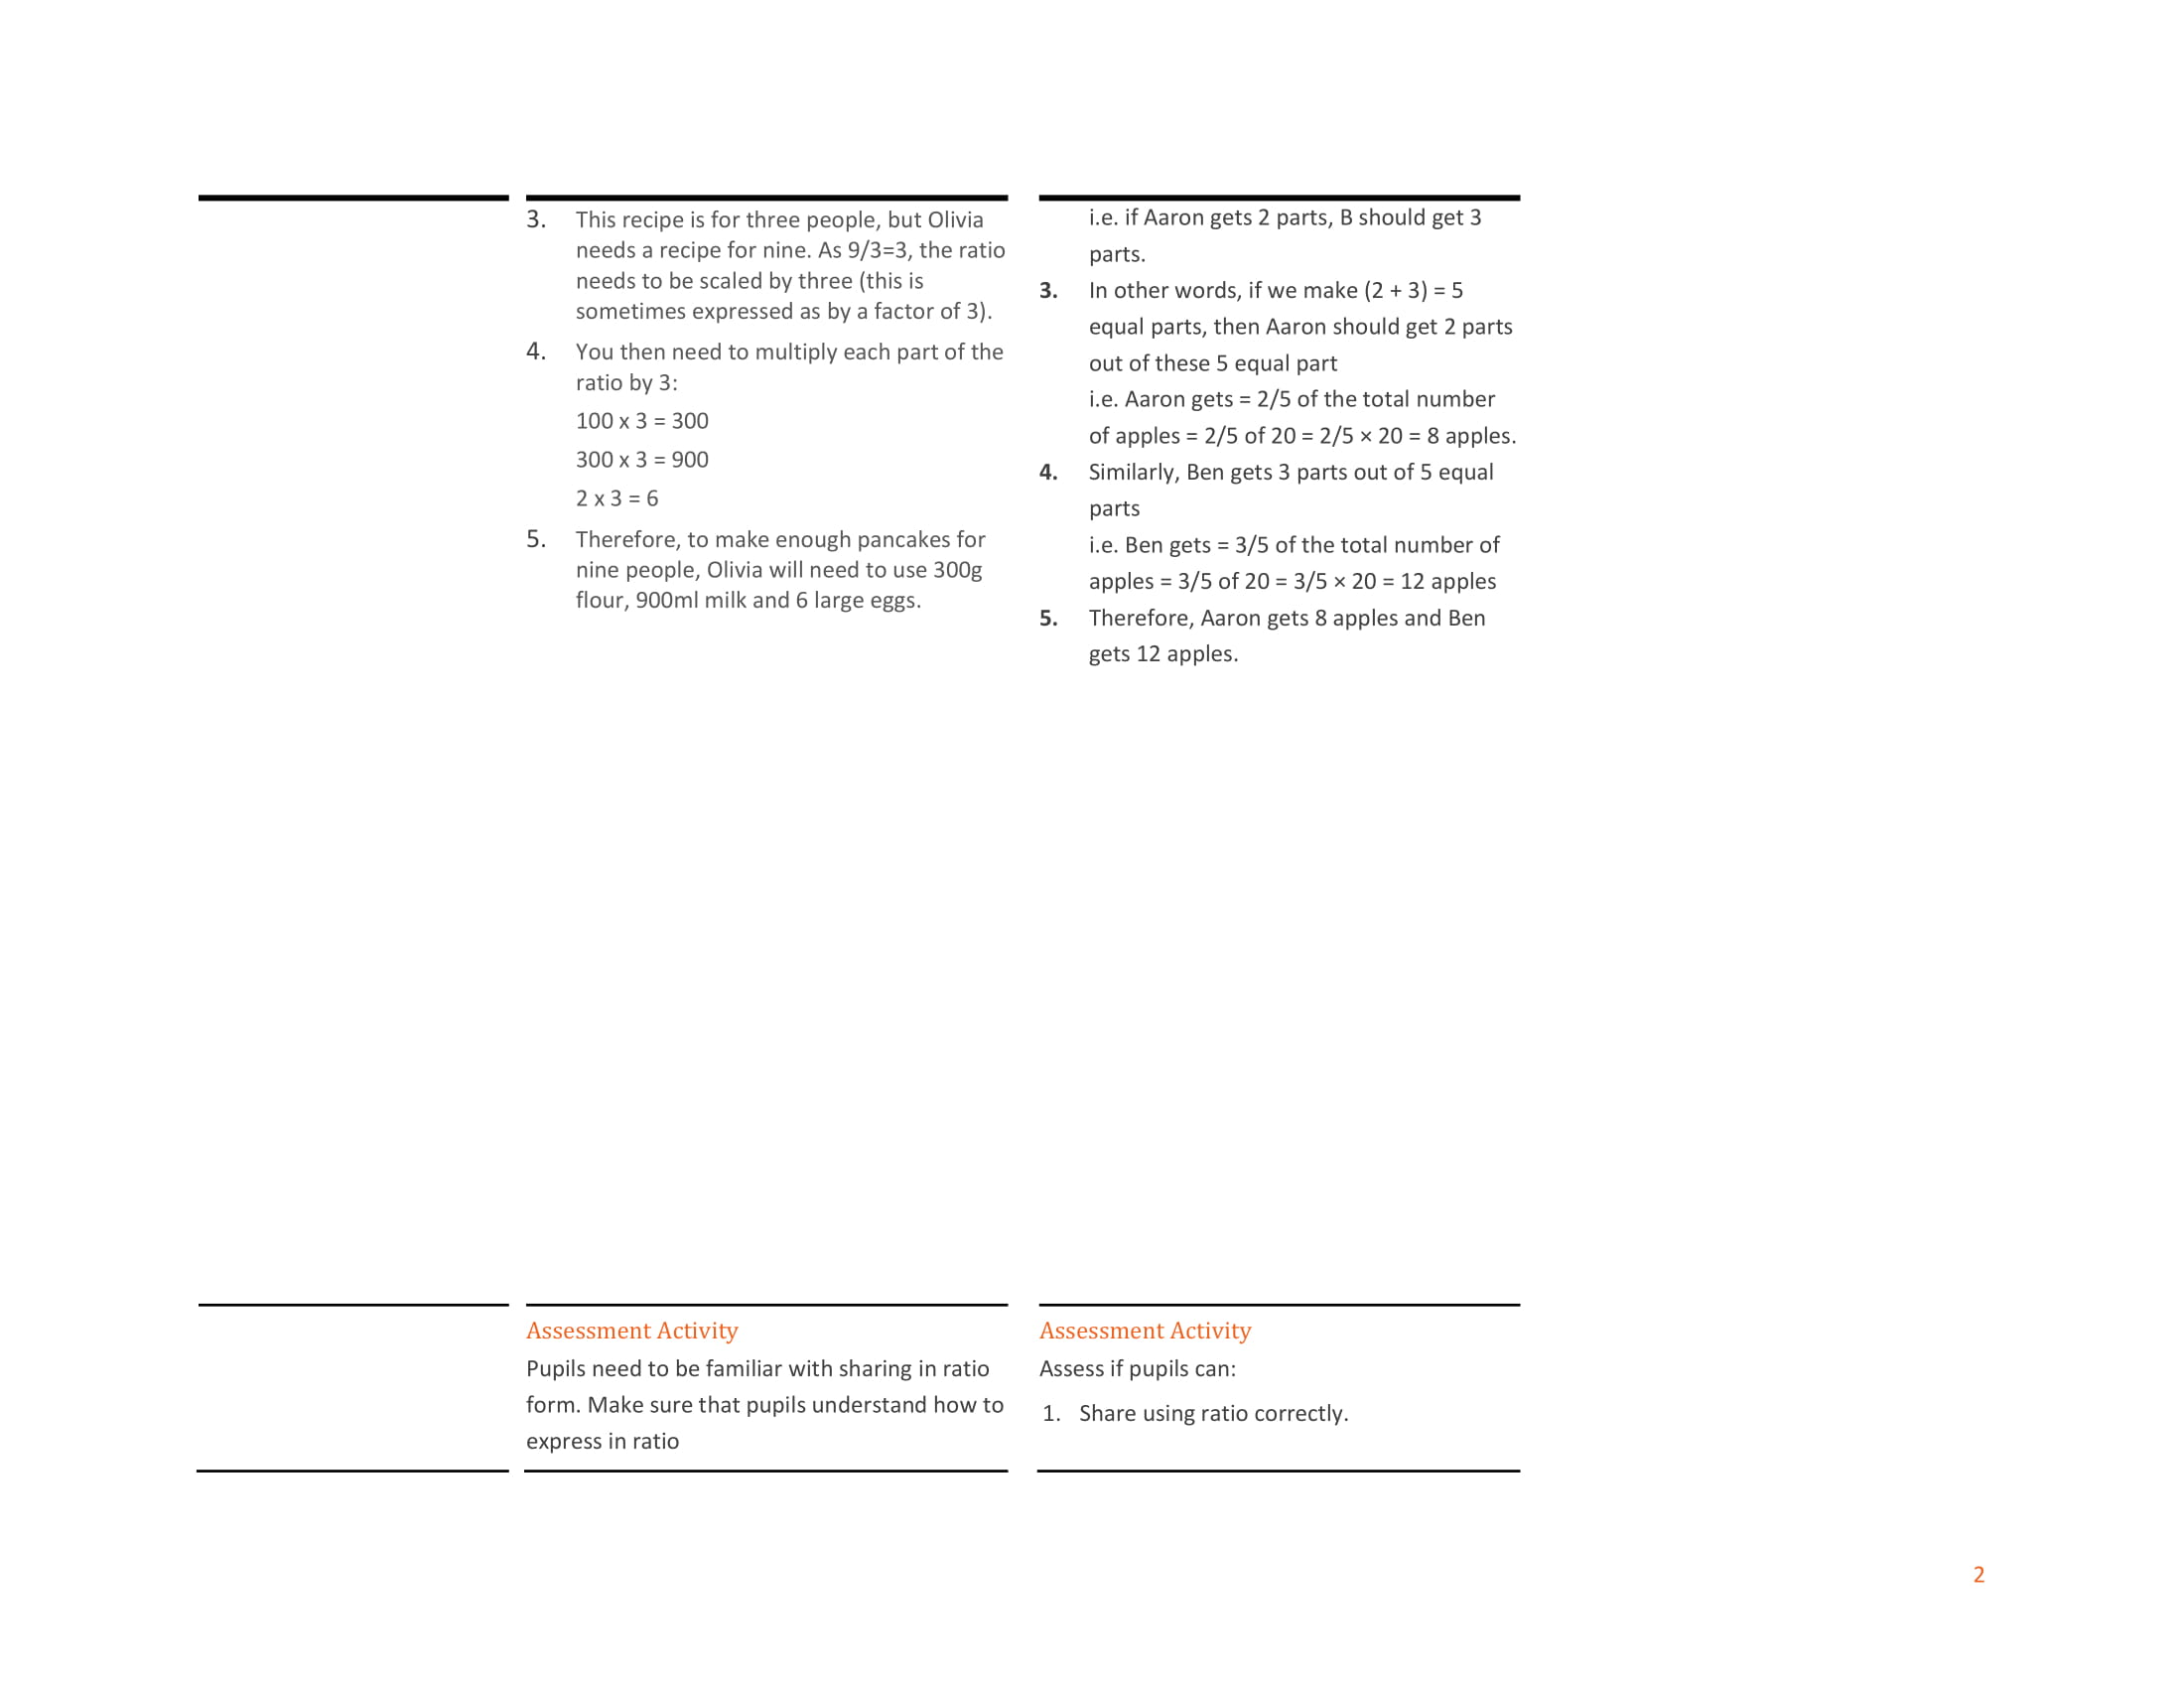 3. This recipe is for three people, but Olivia
needs a recipe for nine. As 9/3=3, the ratio
needs to be scaled by three (this is
sometimes expressed as by a factor of 3).
4. You then need to multiply each part of the
ratio by 3:
100 x 3 = 300
300 x 3 = 900
2 x 3 = 6
5. Therefore, to make enough pancakes for
nine people, Olivia will need to use 300g
flour, 900ml milk and 6 large eggs.
i.e. if Aaron gets 2 parts, B should get 3
parts.
3. In other words, if we make (2 + 3) = 5
equal parts, then Aaron should get 2 parts
out of these 5 equal part
i.e. Aaron gets = 2/5 of the total number
of apples = 2/5 of 20 = 2/5 × 20 = 8 apples.
4. Similarly, Ben gets 3 parts out of 5 equal
parts
i.e. Ben gets = 3/5 of the total number of
apples = 3/5 of 20 = 3/5 × 20 = 12 apples
5. Therefore, Aaron gets 8 apples and Ben
gets 12 apples.
Assessment Activity
Pupils need to be familiar with sharing in ratio
form. Make sure that pupils understand how to
express in ratio
Assessment Activity
Assess if pupils can:
1. Share using ratio correctly.
2